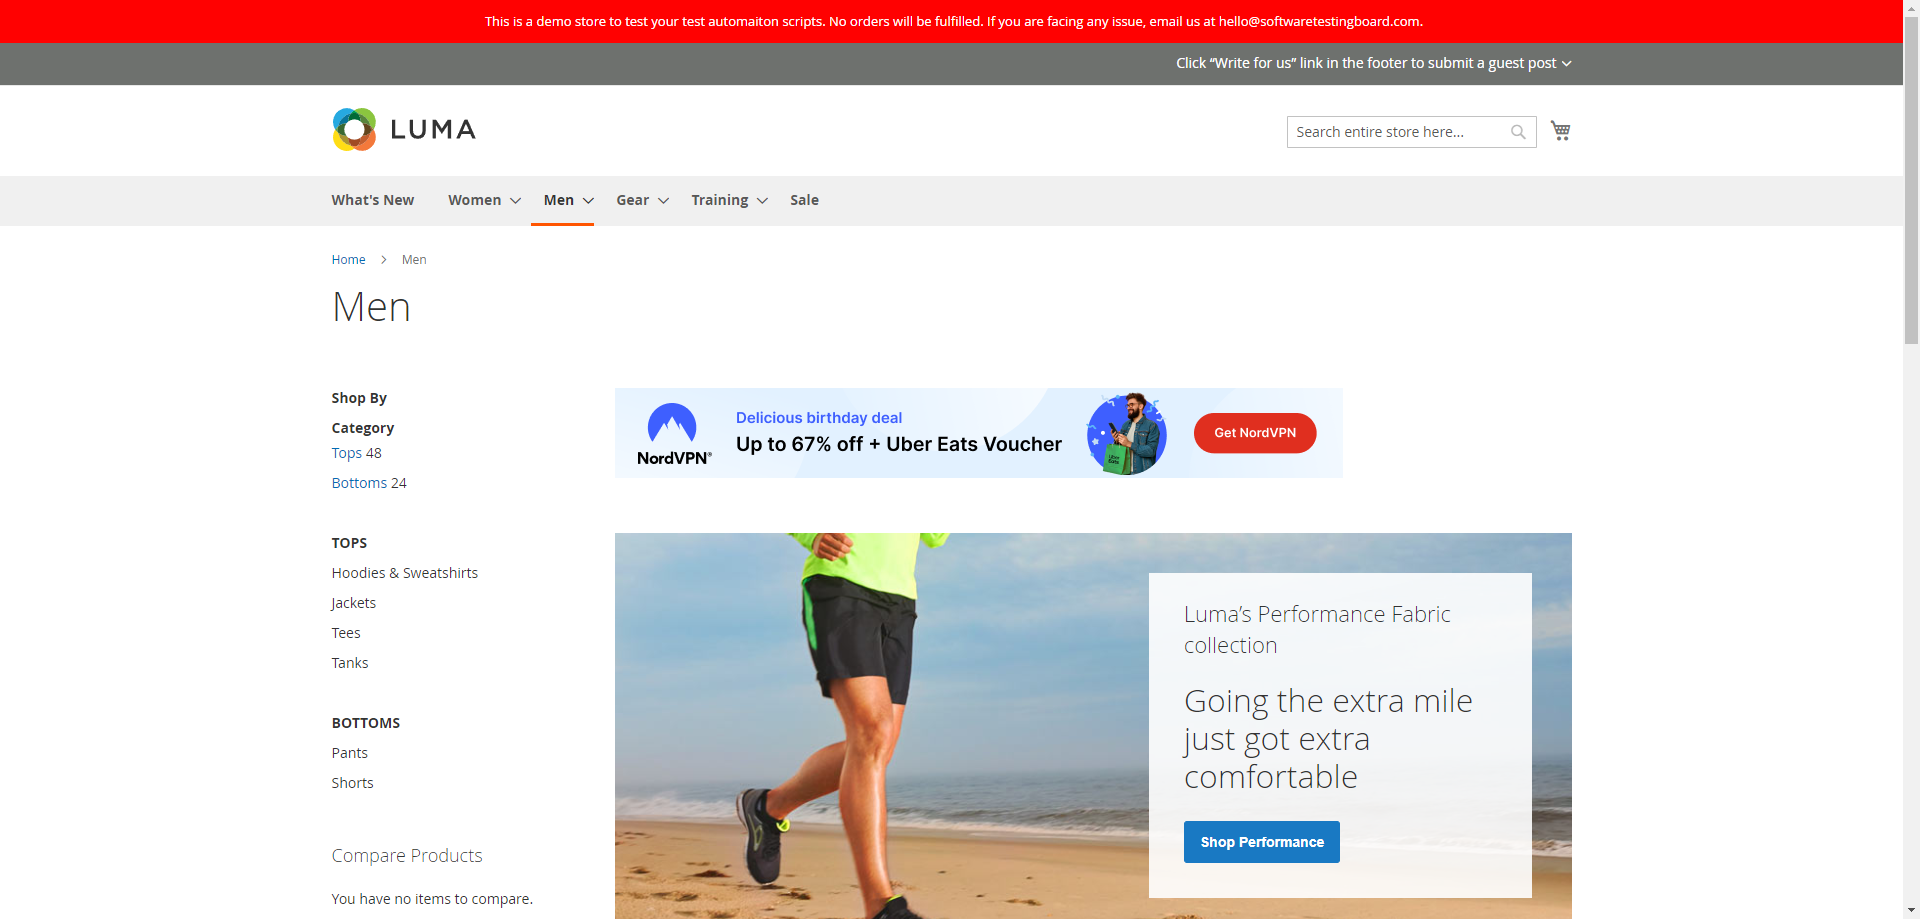 This is a demo store to test your test automaiton scripts. No orders will be fulfilled. If you are facing any issue, email us at hello@softwaretestingboard.com.
Click “Write for us” link in the footer to submit a guest post
LUMA
Search entire store here...
What's New Women Men Gear Training Sale
Home Men
Men
Shop By
Category
Tops 48
Bottoms 24
TOPS
Hoodies & Sweatshirts
Jackets
Tees
Tanks
BOTTOMS
Pants
Shorts
Compare Products
You have no items to compare.
NordVPN®
Delicious birthday deal
Up to 67% off + Uber Eats Voucher
Uber
Eats
Get NordVPN
Luma’s Performance Fabric
collection
Going the extra mile
just got extra
comfortable
Shop Performance